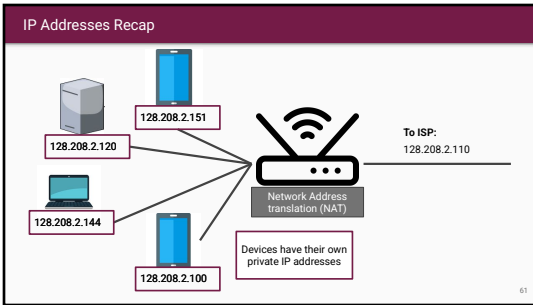 IP Addresses Recap
128.208.2.151
128.208.2.120
To ISP:
128.208.2.110
Network Address
translation (NAT)
128.208.2.144
Devices have their own
private IP addresses
128.208.2.100
61